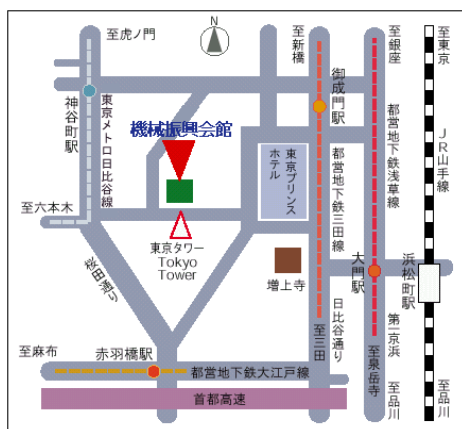 N
至虎ノ門
至新橋
至銀座
至東京
神谷町駅
東京メトロ日比谷線
機械振興会館
御成門駅
都営地下鉄浅草線
JR山手線
東京プリンス
ホテル
都営地下鉄三田線
至六本木
東京タワー
Tokyo
Tower
桜田通り
増上寺
大門駅
浜松町駅
日比谷通り
第一京浜
至三田
至麻布
赤羽橋駅
都営地下鉄大江戸線
至泉岳寺
至品川
至品川
首都高速